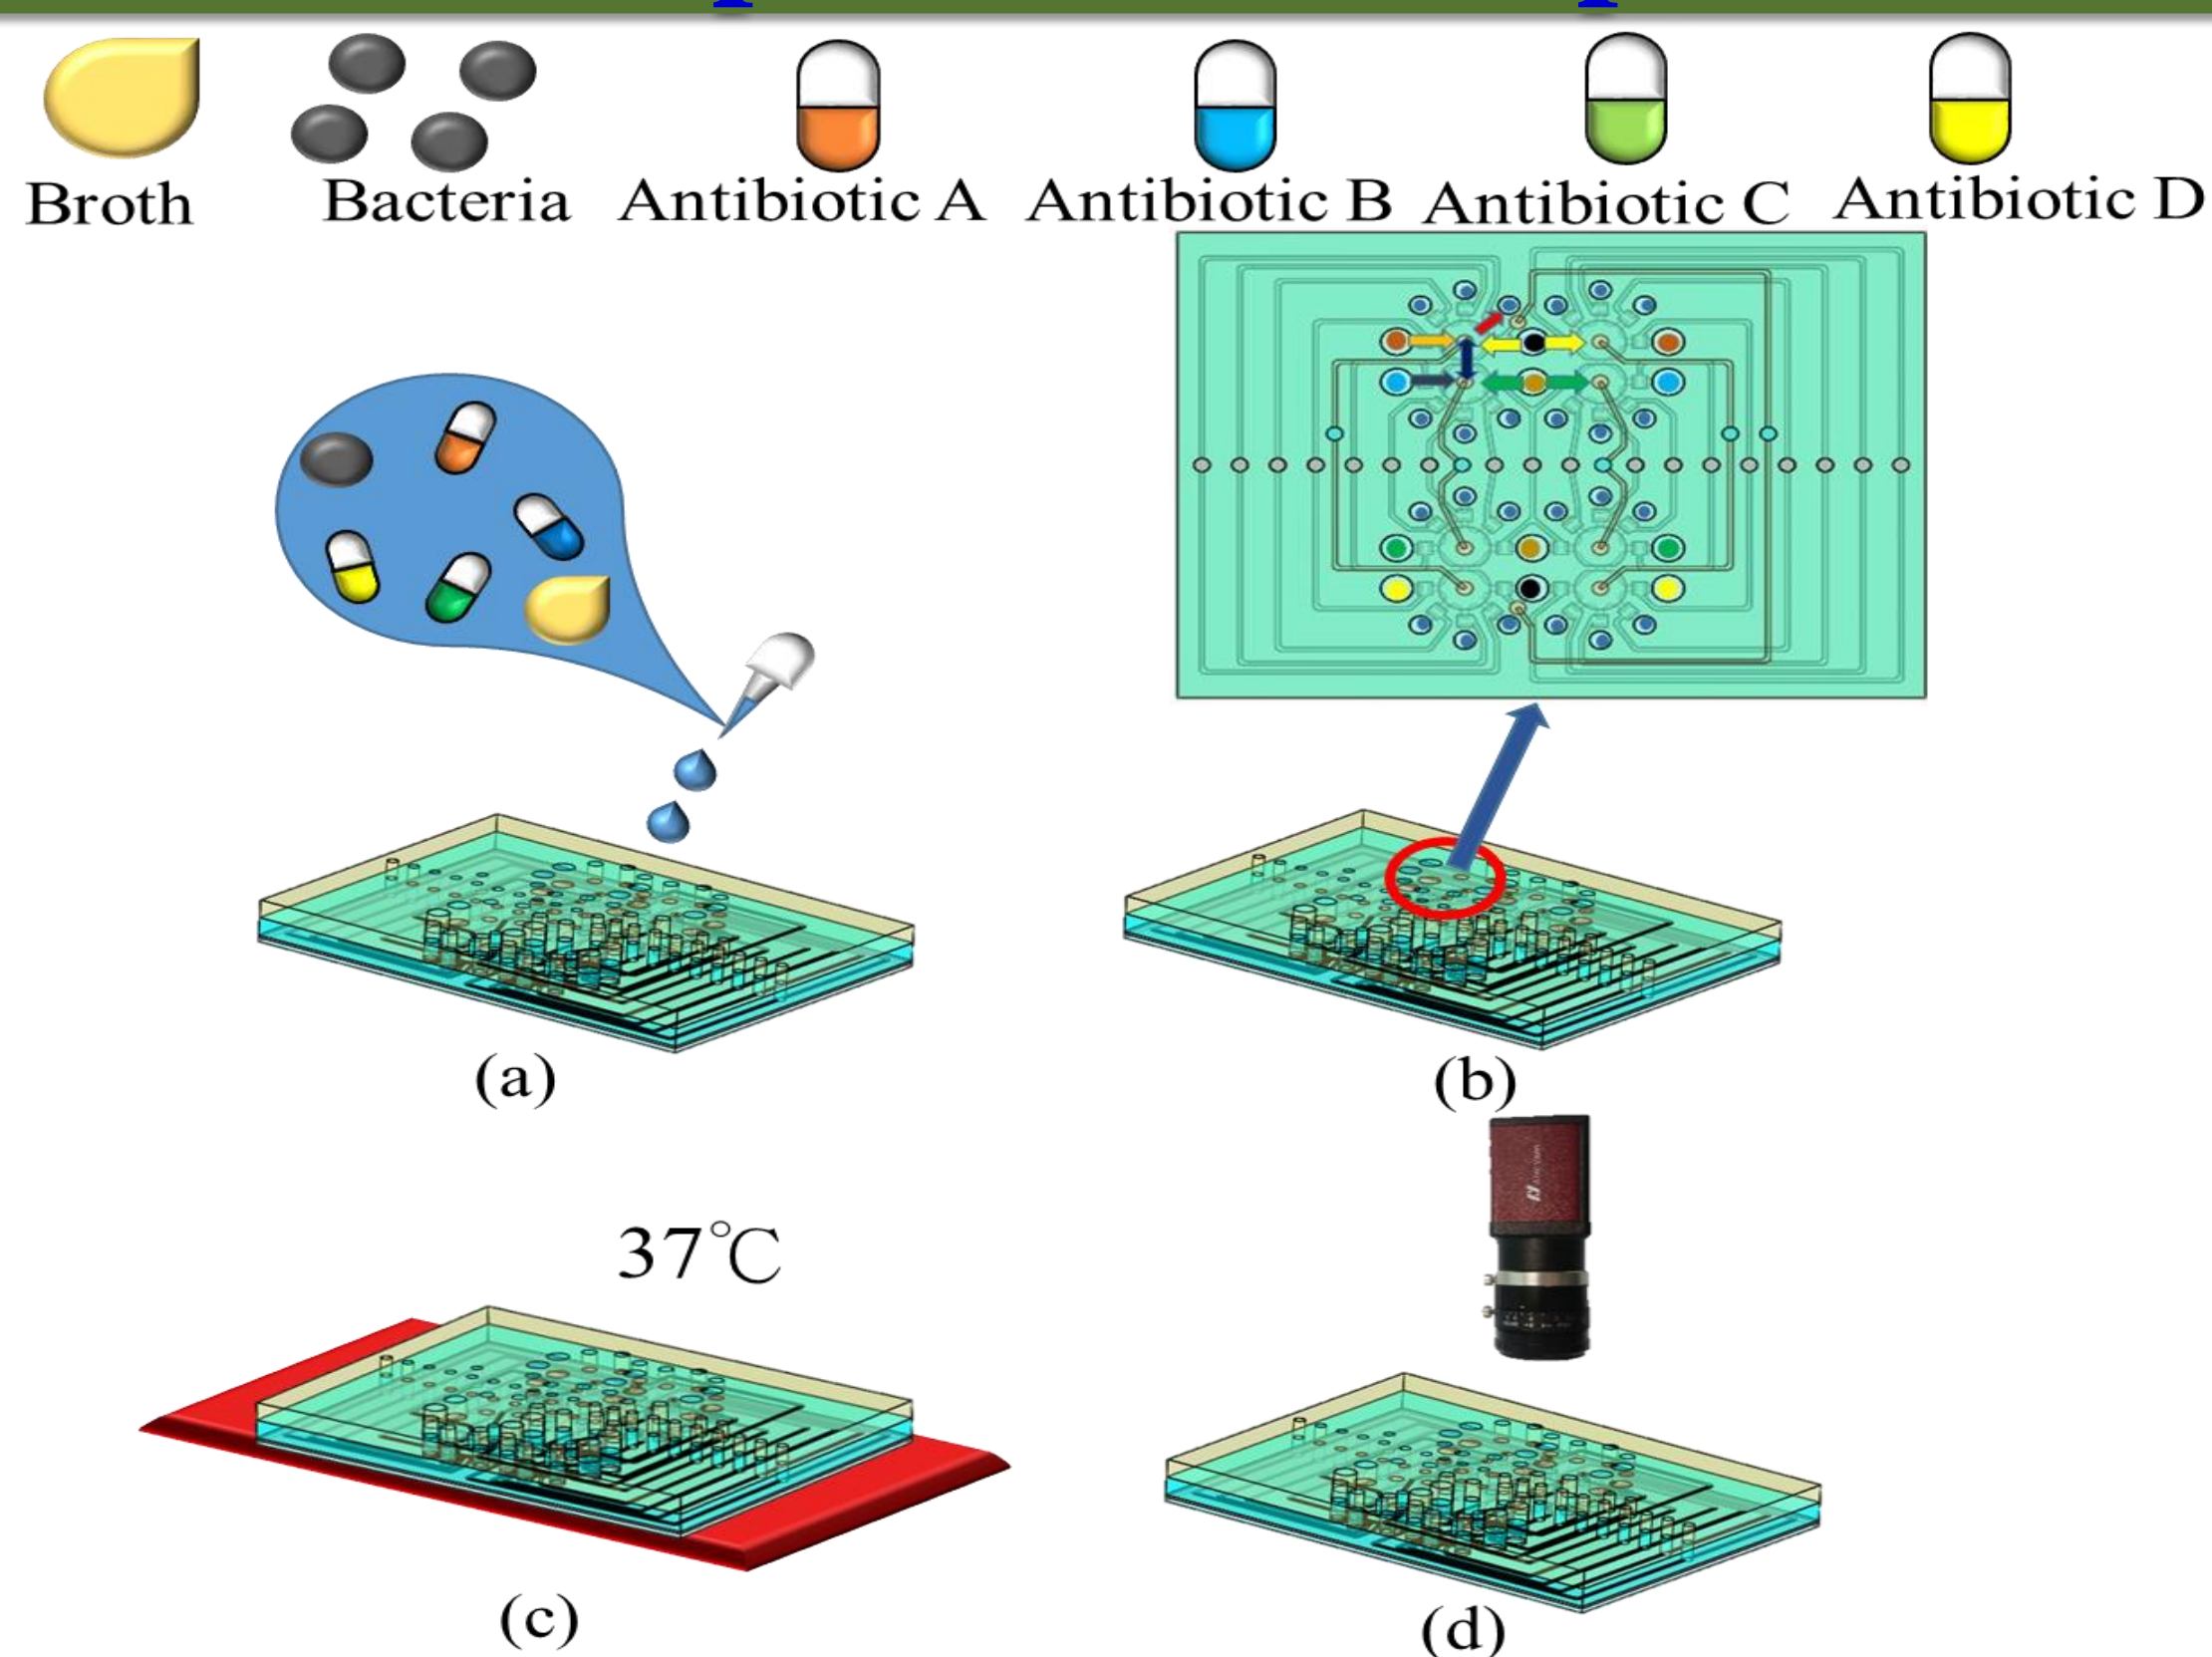 Broth
Bacteria
Antibiotic A
Antibiotic B
Antibiotic C
Antibiotic D
(a)
(b)
37℃
(c)
(d)